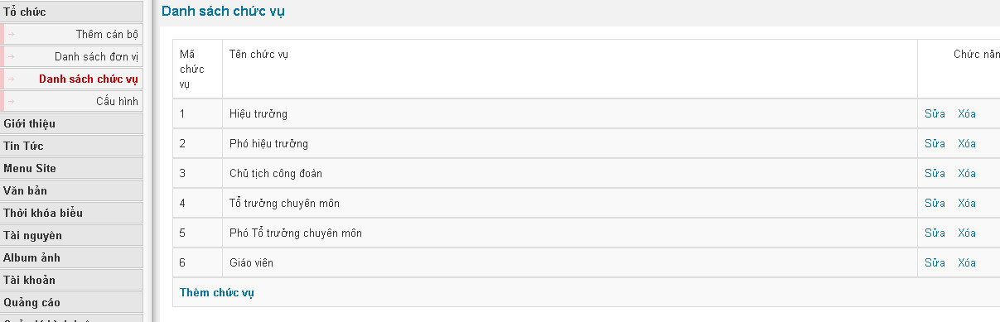 Tổ chức
Thêm cán bộ
Danh sách đơn vị
Danh sách chức vụ
Cấu hình
Giới thiệu
Tin Tức
Menu Site
Văn bản
Thời khóa biểu
Tài nguyên
Album ảnh
Tài khoản
Quảng cáo
Danh sách chức vụ
Mã chức vụ Tên chức vụ Chức năn
1 Hiệu trưởng Sửa Xóa
2 Phó hiệu trưởng Sửa Xóa
3 Chủ tịch công đoàn Sửa Xóa
4 Tổ trưởng chuyên môn Sửa Xóa
5 Phó Tổ trưởng chuyên môn Sửa Xóa
6 Giáo viên Sửa Xóa
Thêm chức vụ